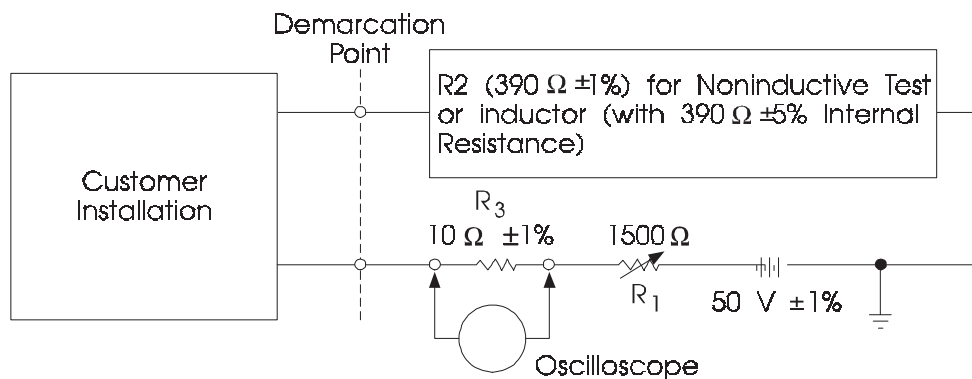 Demarcation
Point
R2 (390 Ω ±1%) for Noninductive Test
or inductor (with 390 Ω ±5% Internal
Resistance)
Customer
Installation
R3
10 Ω ±1%
1500 Ω
R1
50 V ±1%
Oscilloscope